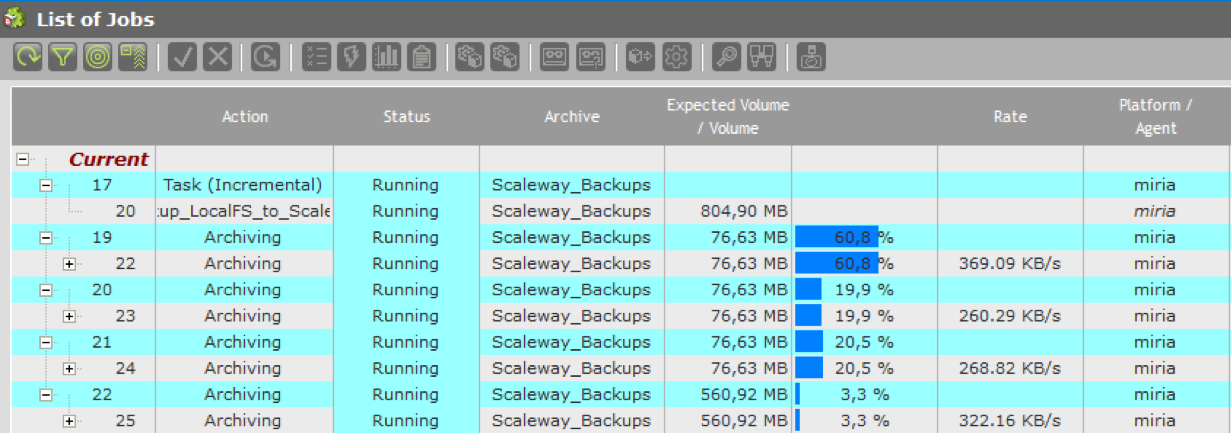 List of Jobs
Action Status Archive Expected Volume / Volume Rate Platform / Agent
Current
17 Task (Incremental) Running Scaleway_Backups miria
20 :up_LocalFS_to_Scale Running Scaleway_Backups 804,90 MB miria
19 Archiving Running Scaleway_Backups 76,63 MB 60,8 % miria
22 Archiving Running Scaleway_Backups 76,63 MB 60,8 % 369.09 KB/s miria
20 Archiving Running Scaleway_Backups 76,63 MB 19,9 % miria
23 Archiving Running Scaleway_Backups 76,63 MB 19,9 % 260.29 KB/s miria
21 Archiving Running Scaleway_Backups 76,63 MB 20,5 % miria
24 Archiving Running Scaleway_Backups 76,63 MB 20,5 % 268.82 KB/s miria
22 Archiving Running Scaleway_Backups 560,92 MB 3,3 % miria
25 Archiving Running Scaleway_Backups 560,92 MB 3,3 % 322.16 KB/s miria